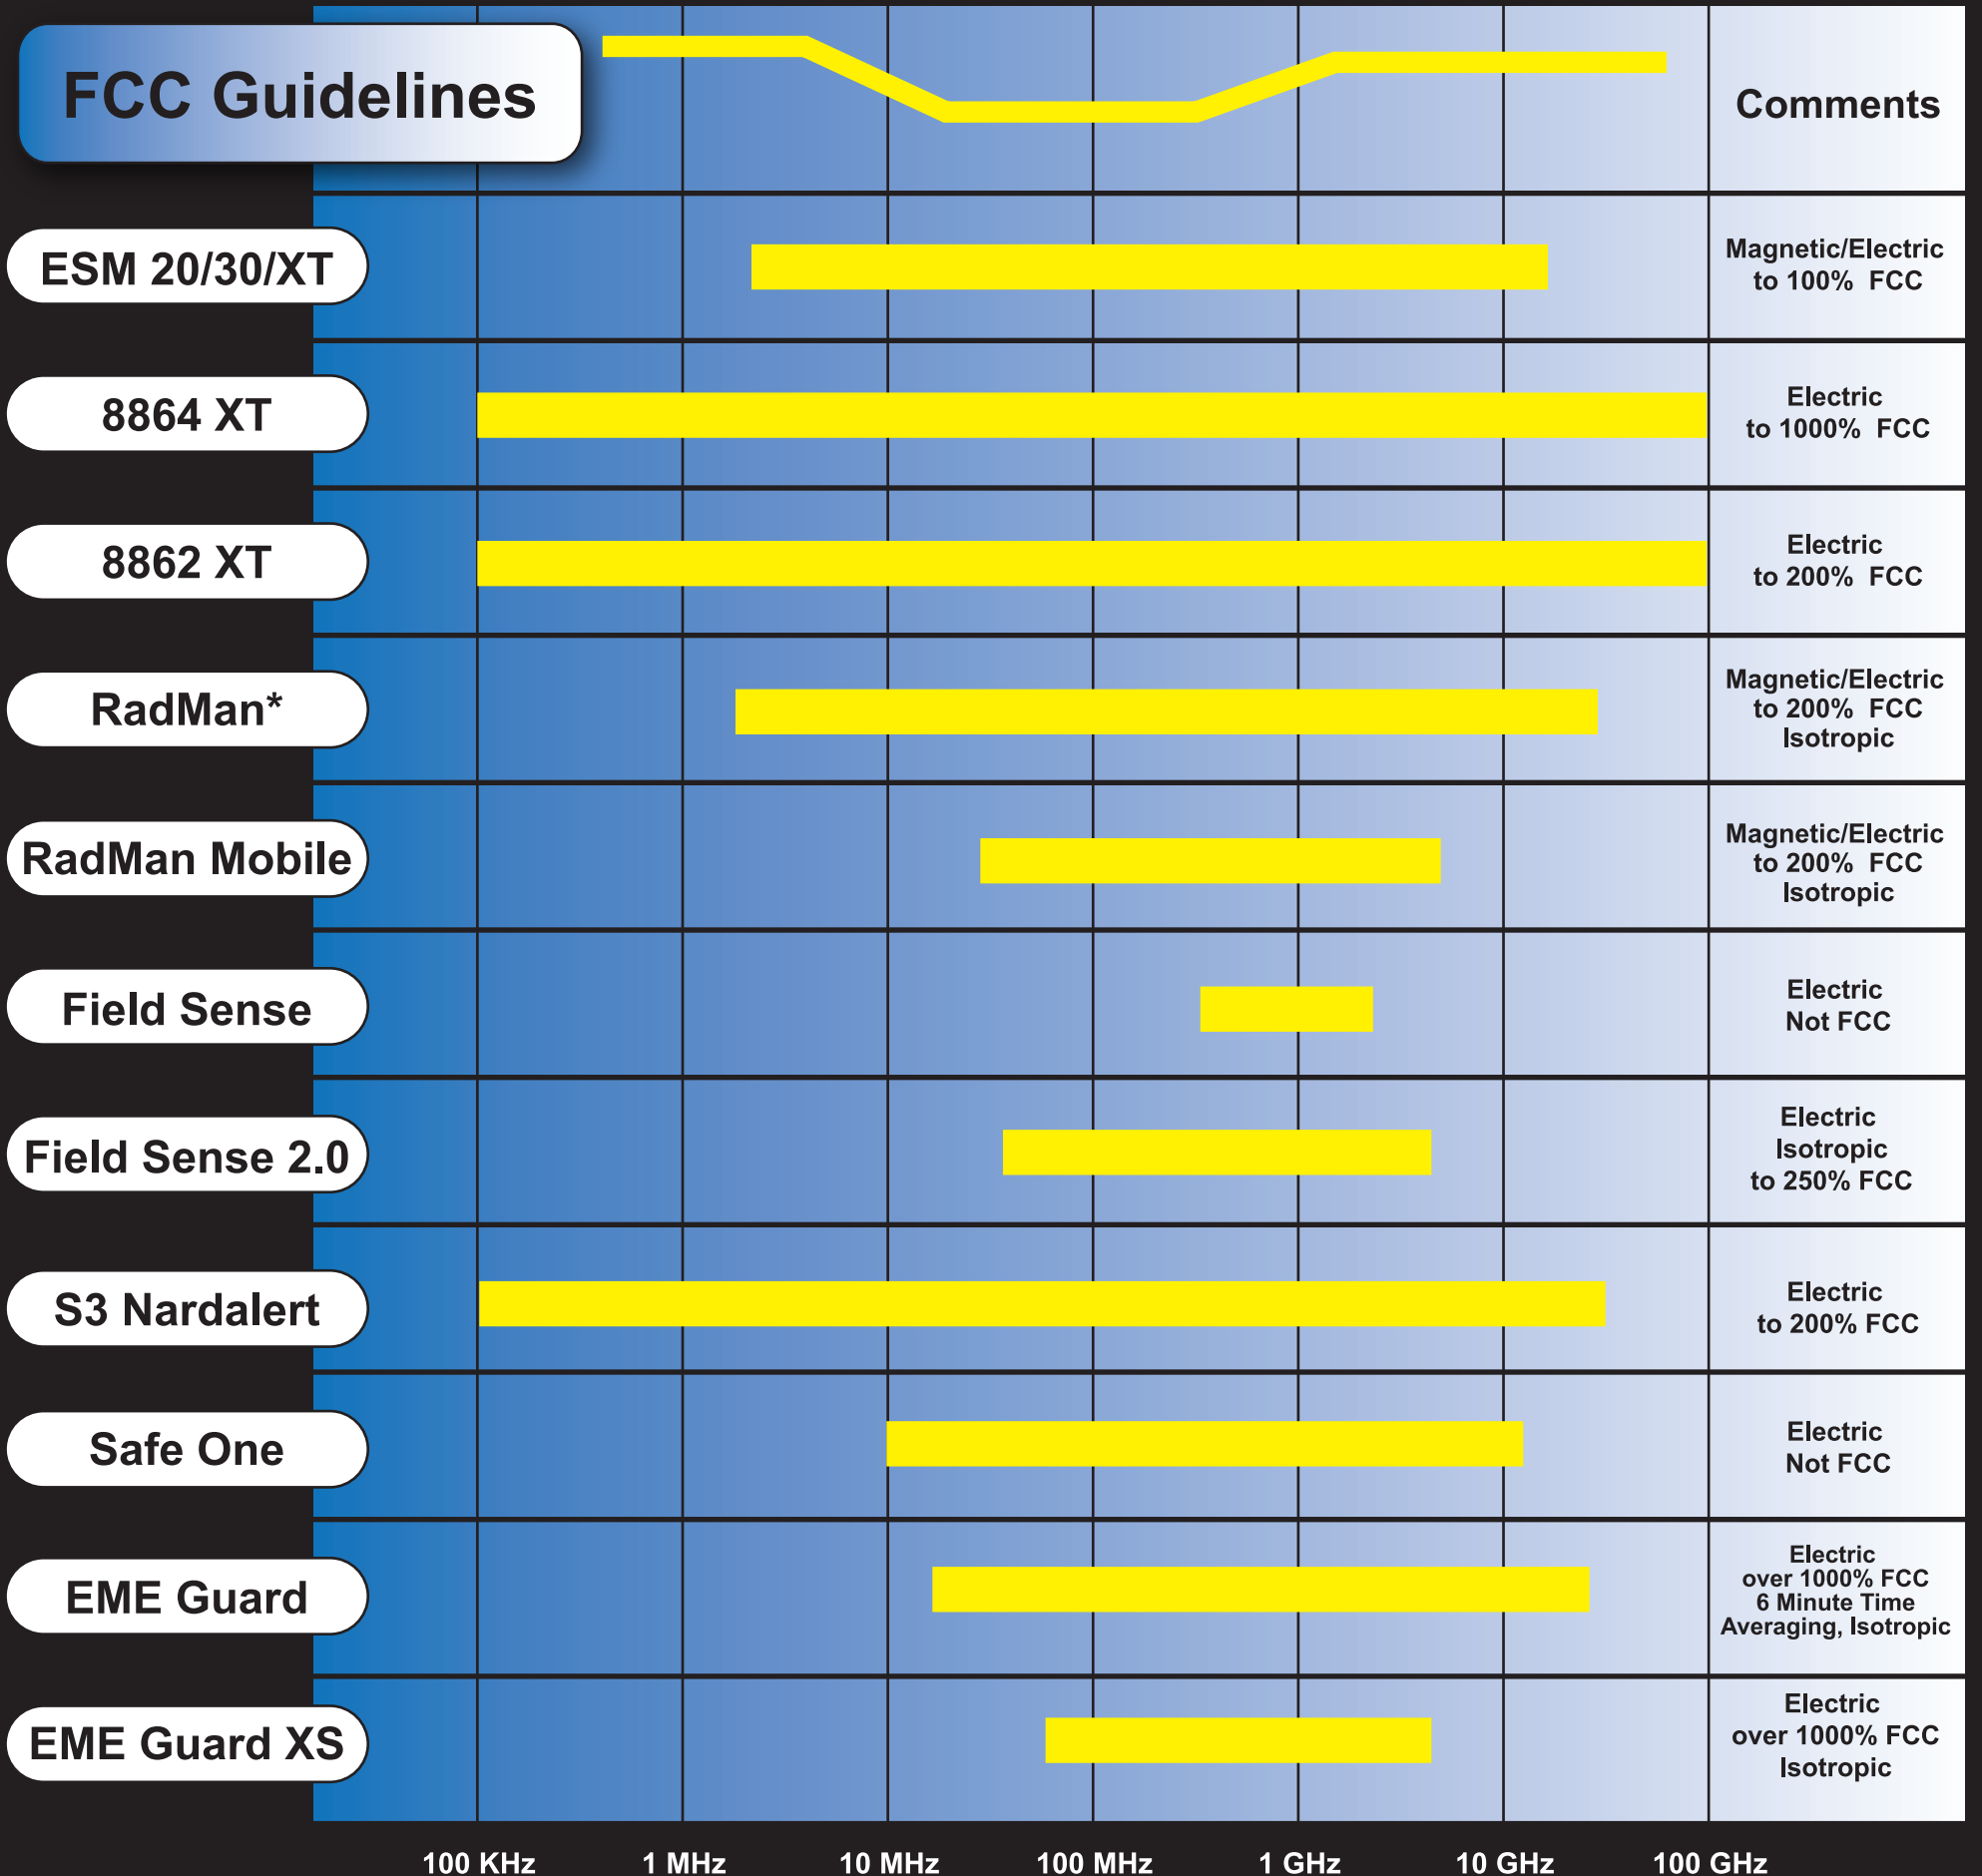 FCC Guidelines
Comments
ESM 20/30/XT
Magnetic/Electric
to 100% FCC
8864 XT
Electric
to 1000% FCC
8862 XT
Electric
to 200% FCC
RadMan*
Magnetic/Electric
to 200% FCC
Isotropic
RadMan Mobile
Magnetic/Electric
to 200% FCC
Isotropic
Field Sense
Electric
Not FCC
Field Sense 2.0
Electric
Isotropic
to 250% FCC
S3 Nardalert
Electric
to 200% FCC
Safe One
Electric
Not FCC
EME Guard
Electric
over 1000% FCC
6 Minute Time
Averaging, Isotropic
EME Guard XS
Electric
over 1000% FCC
Isotropic
100 KHz 1 MHz 10 MHz 100 MHz 1 GHz 10 GHz 100 GHz